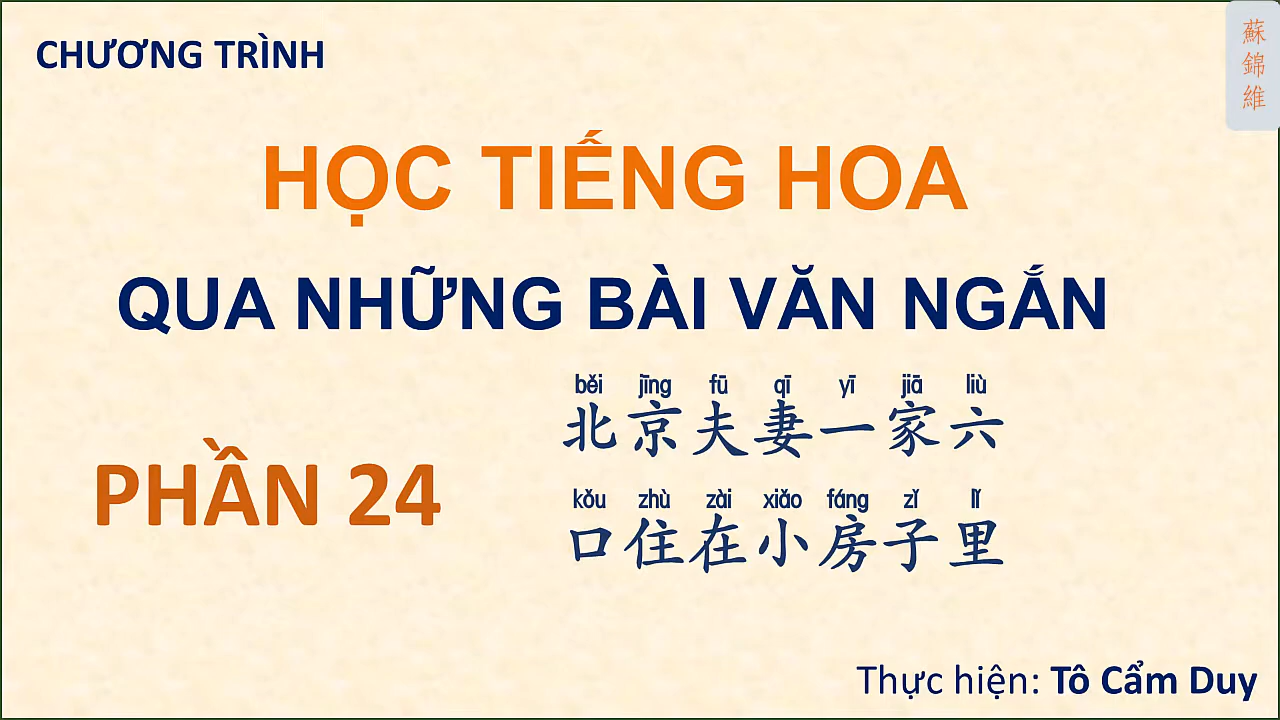 CHƯƠNG TRÌNH
蘇錦維
HỌC TIẾNG HOA
QUA NHỮNG BÀI VĂN NGẮN
PHẦN 24
běi jīng fū qī yī jiā liù
北京夫妻一家六
kǒu zhù zài xiǎo fáng zǐ lǐ
口住在小房子里
Thực hiện: Tô Cẩm Duy